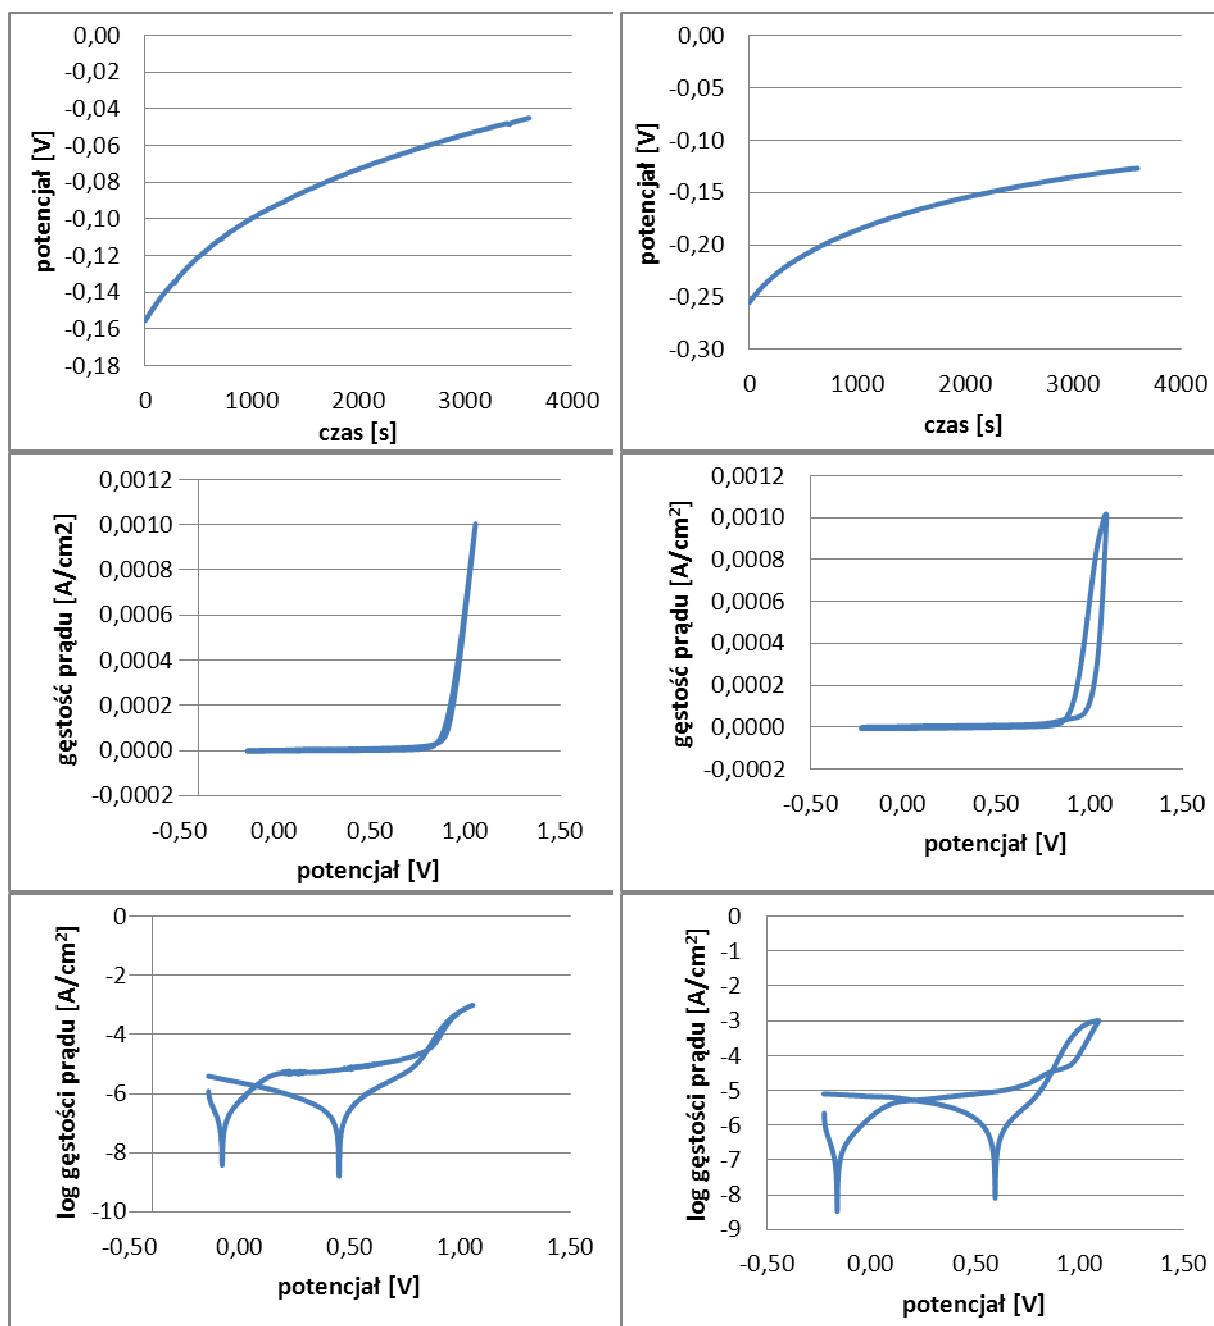 0,00
-0,02
-0,04
-0,06
-0,08
-0,10
-0,12
-0,14
-0,16
-0,18
potencjał [V]
0 1000 2000 3000 4000
czas [s]
0,00
-0,05
-0,10
-0,15
-0,20
-0,25
-0,30
potencjał [V]
0 1000 2000 3000 4000
czas [s]
0,0012
0,0010
0,0008
0,0006
0,0004
0,0002
0,0000
-0,0002
gęstość prądu [A/cm2]
-0,50 0,00 0,50 1,00 1,50
potencjał [V]
0,0012
0,0010
0,0008
0,0006
0,0004
0,0002
0,0000
-0,0002
gęstość prądu [A/cm²]
-0,50 0,00 0,50 1,00 1,50
potencjał [V]
0
-2
-4
-6
-8
-10
log gęstości prądu [A/cm²]
-0,50 0,00 0,50 1,00 1,50
potencjał [V]
0
-1
-2
-3
-4
-5
-6
-7
-8
-9
log gęstości prądu [A/cm²]
-0,50 0,00 0,50 1,00 1,50
potencjał [V]